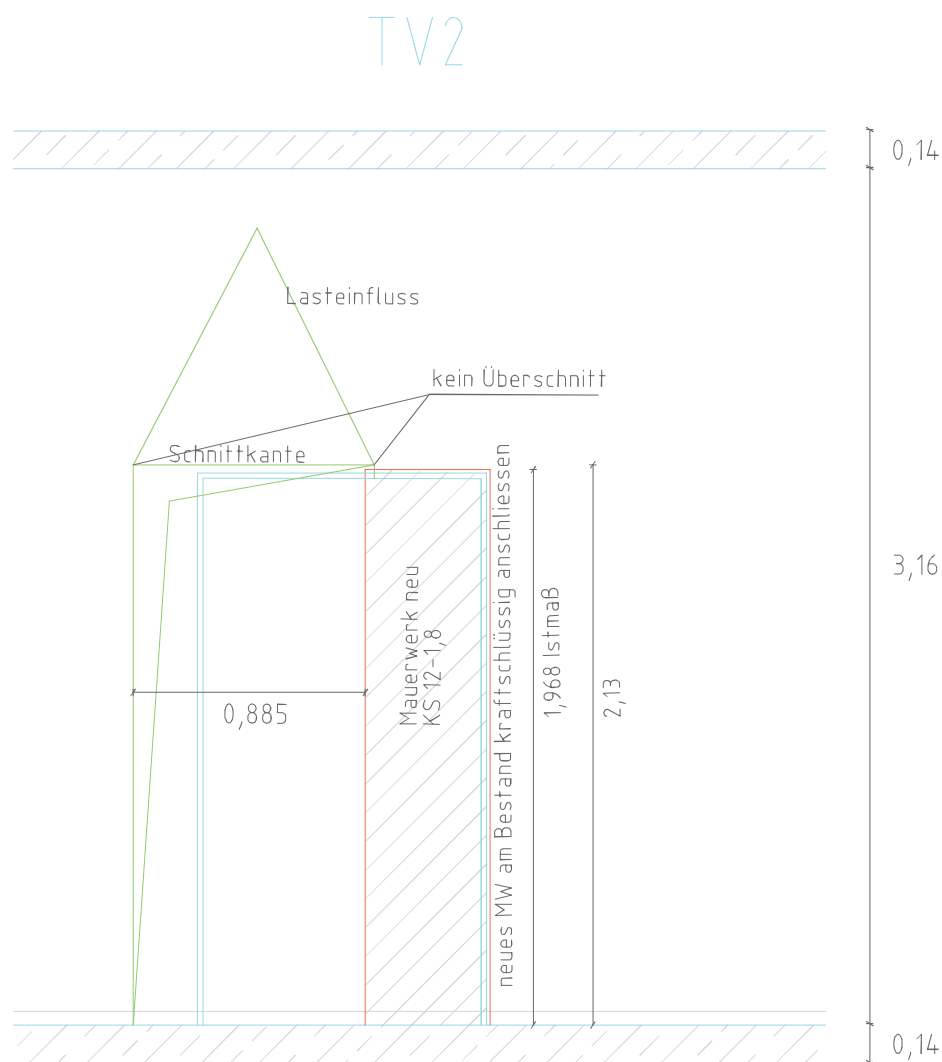 TV2
0,14
Lasteinfluss
kein Überschnitt
Schnittkante
neues MW am Bestand kraftschlüssig anschliessen
Mauerwerk neu
KS 12-1,8
1,968 Istmaß
2,13
3,16
0,885
0,14